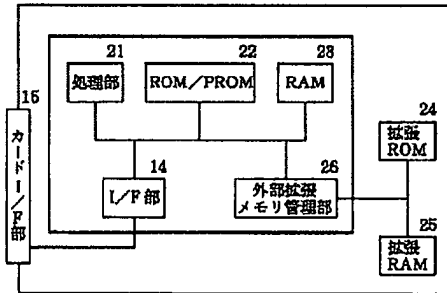 21
22
23
処理部
ROM/PROM
RAM
15
カードI/F部
14
I/F部
26
外部拡張
メモリ管理部
24
拡張
ROM
25
拡張
RAM